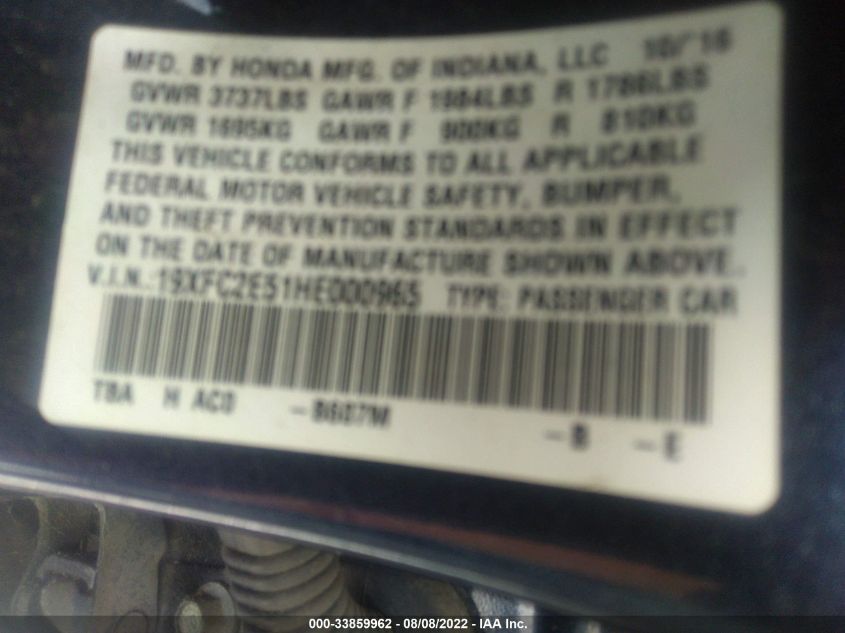 MFD. BY HONDA MFG. OF INDIANA, LLC 10/'16
GVWR 3737LBS GAWR F 1984LBS R 1786LBS
GVWR 1695KG GAWR F 900KG R 810KG
THIS VEHICLE CONFORMS TO ALL APPLICABLE
FEDERAL MOTOR VEHICLE SAFETY, BUMPER,
AND THEFT PREVENTION STANDARDS IN EFFECT
ON THE DATE OF MANUFACTURE SHOWN ABOVE.
V.I.N.:19XFC2E51HE000965 TYPE: PASSENGER CAR
TBA H AC0 -B607M -B -E
000-33859962 - 08/08/2022 - IAA Inc.